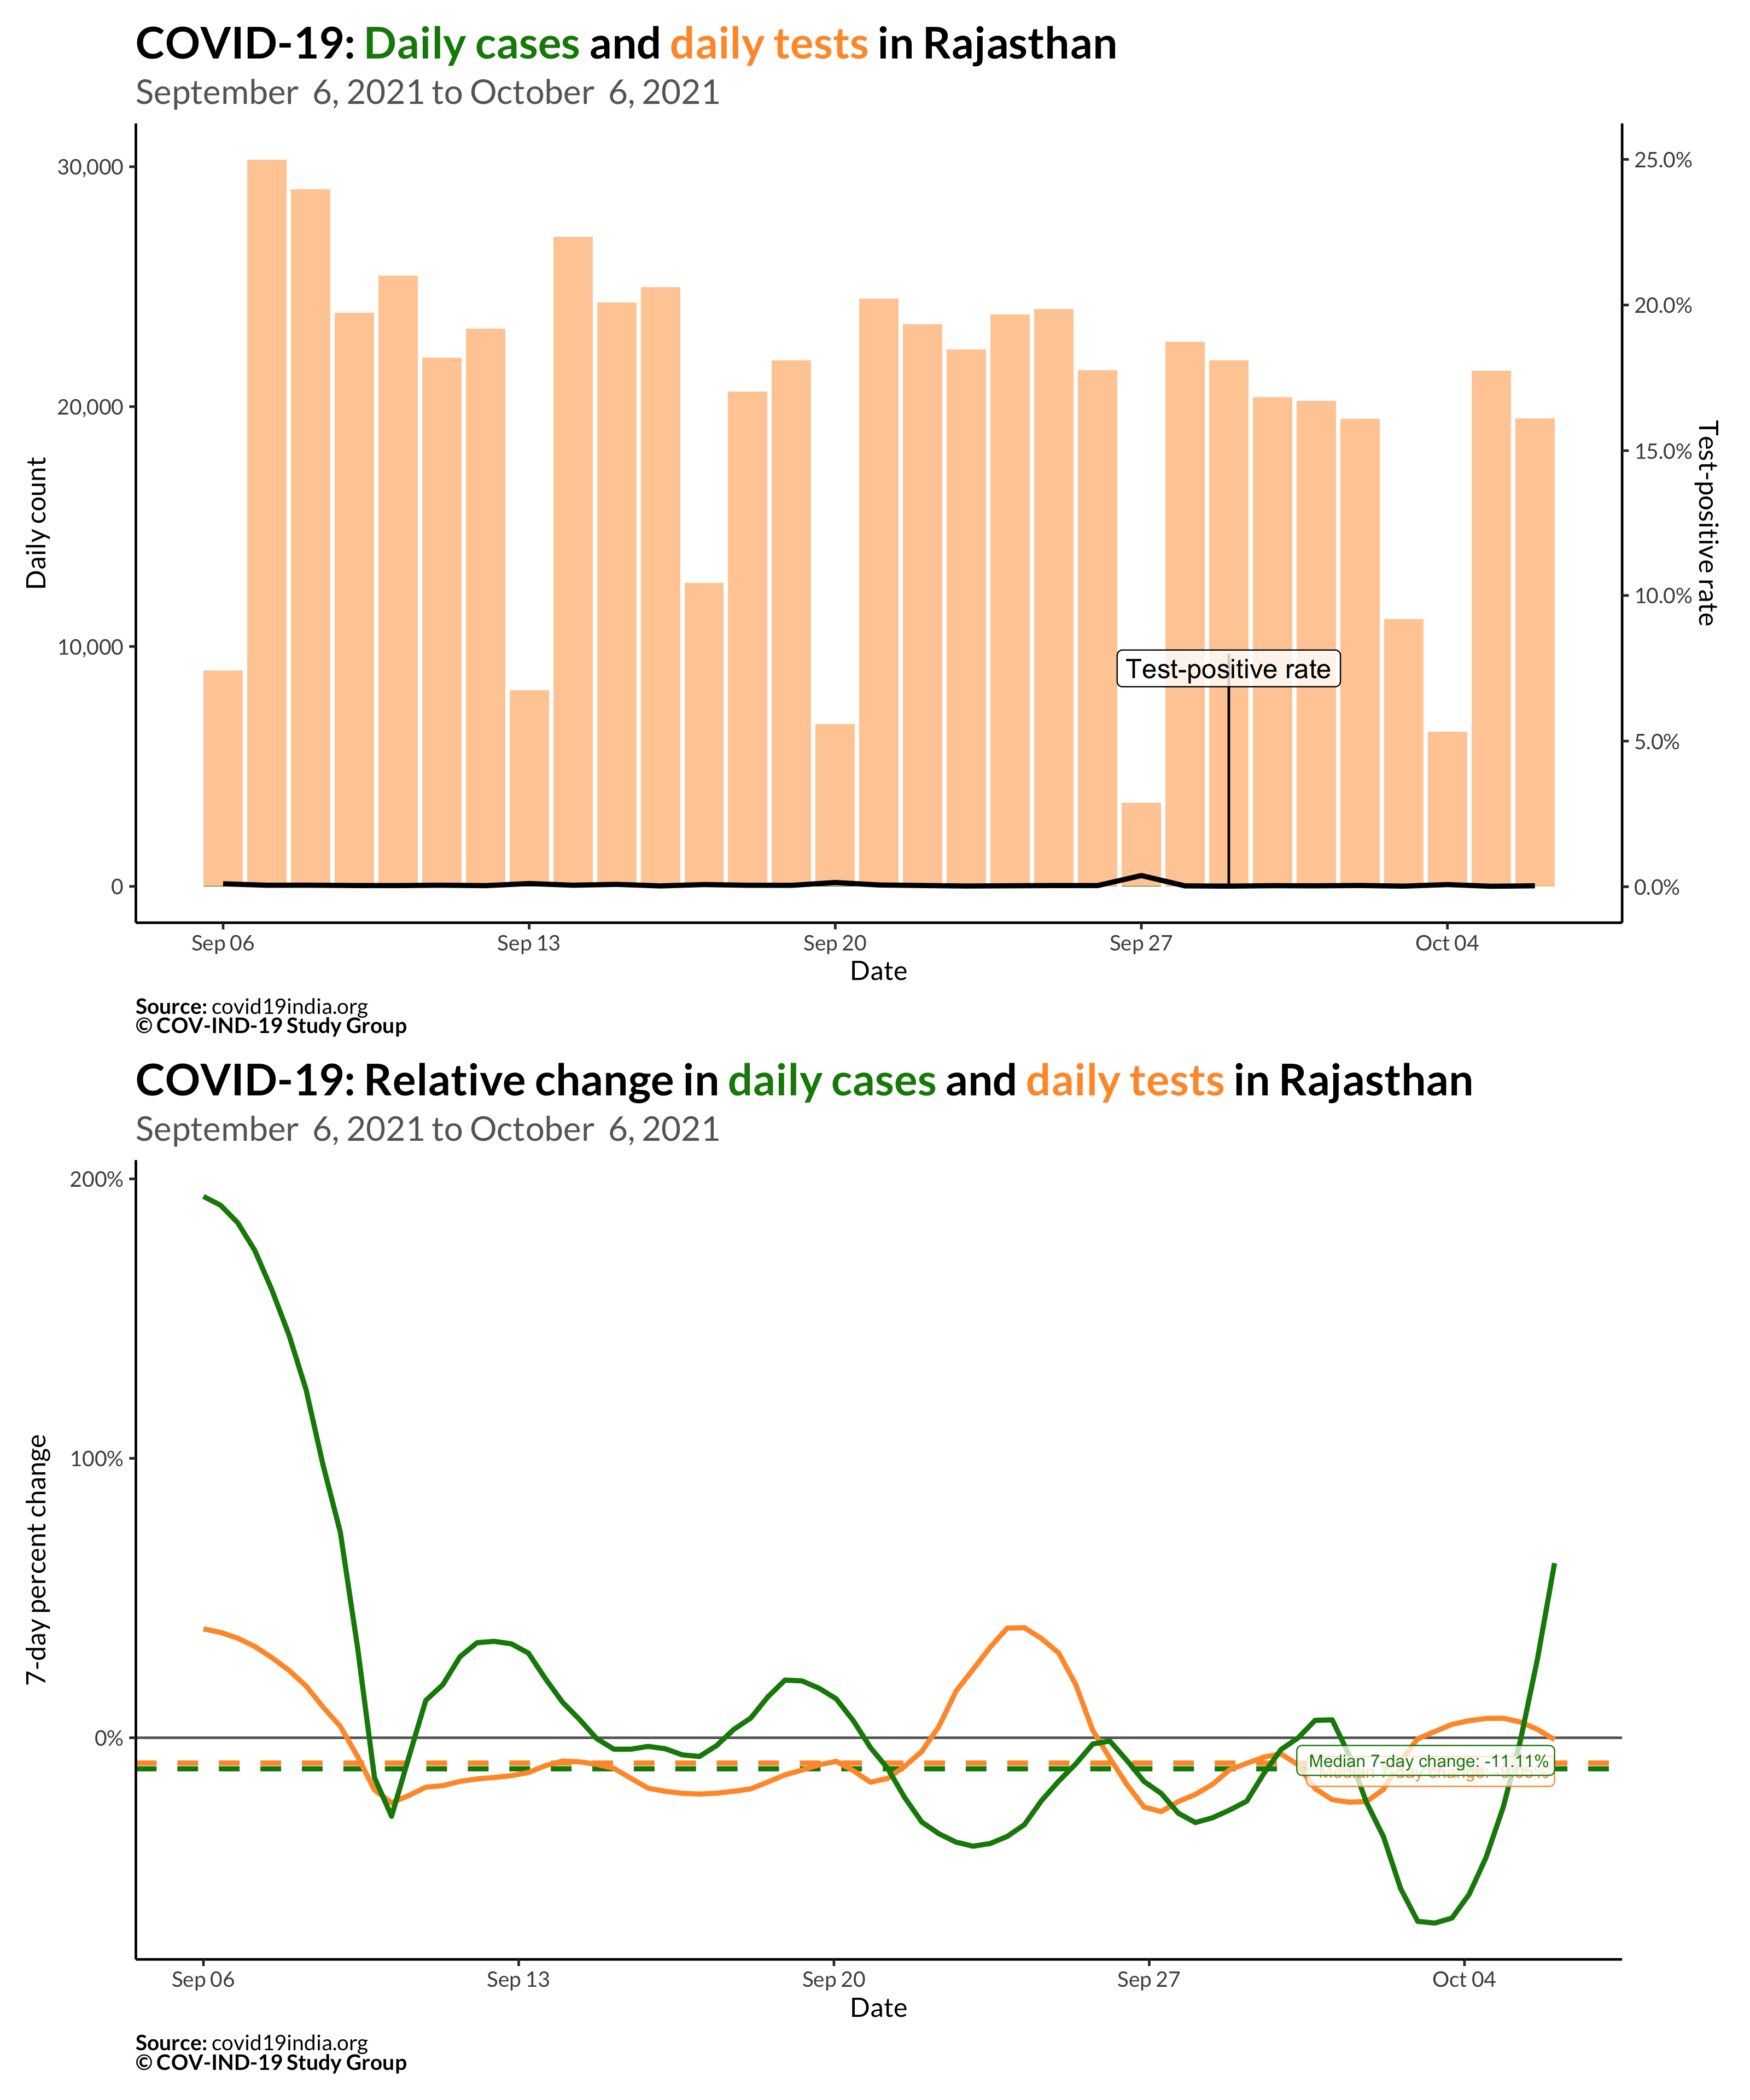 COVID-19: Daily cases and daily tests in Rajasthan
September 6, 2021 to October 6, 2021
30,000
20,000
10,000
0
Daily count
25.0%
20.0%
15.0%
10.0%
5.0%
0.0%
Test-positive rate
Test-positive rate
Sep 06
Sep 13
Sep 20
Sep 27
Oct 04
Date
Source: covid19india.org
© COV-IND-19 Study Group
COVID-19: Relative change in daily cases and daily tests in Rajasthan
September 6, 2021 to October 6, 2021
200%
100%
0%
7-day percent change
Median 7-day change: -11.11%
Median 7-day change:
Sep 06
Sep 13
Sep 20
Sep 27
Oct 04
Date
Source: covid19india.org
© COV-IND-19 Study Group